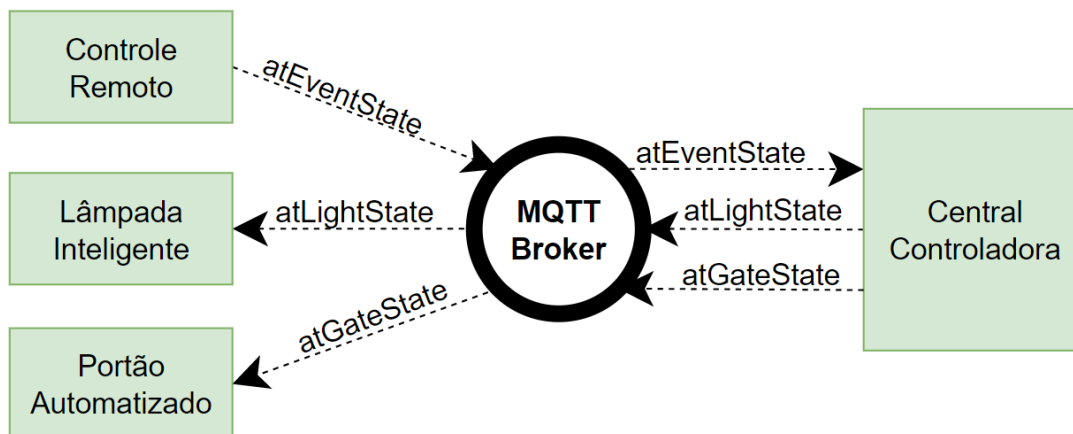 Controle
Remoto
atEventState
atEventState
Lâmpada
Inteligente
atLightState
MQTT
Broker
atLightState
Central
Controladora
atGateState
atGateState
Portão
Automatizado